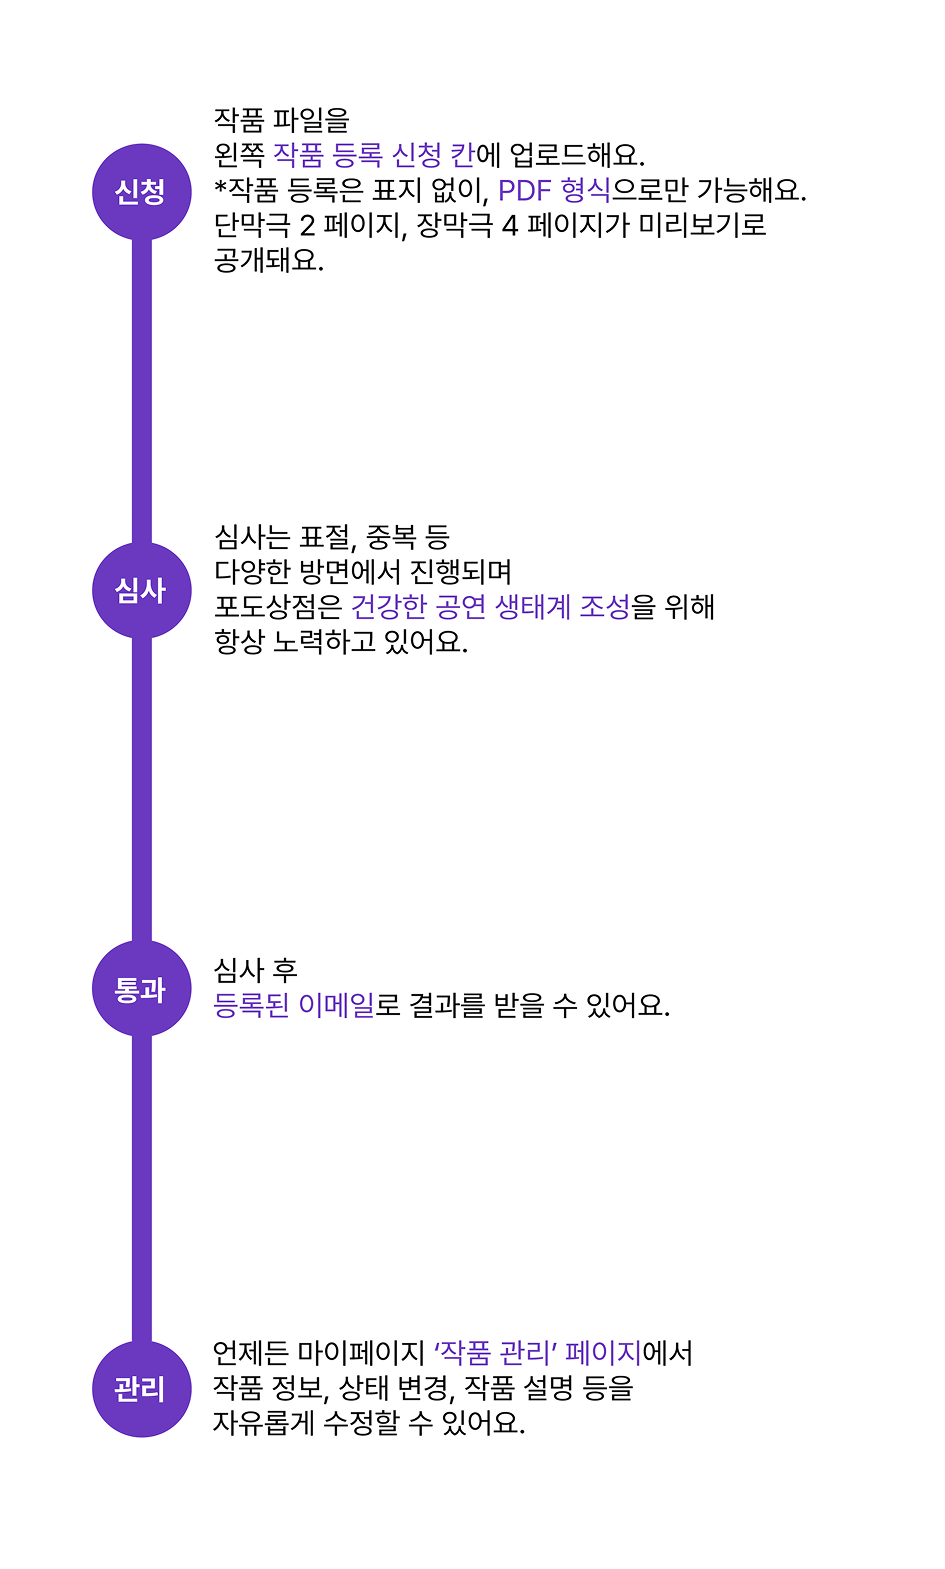 신청
작품 파일을
왼쪽 작품 등록 신청 칸에 업로드해요.
*작품 등록은 표지 없이, PDF 형식으로만 가능해요.
단막극 2 페이지, 장막극 4 페이지가 미리보기로
공개돼요.
심사
심사는 표절, 중복 등
다양한 방면에서 진행되며
포도상점은 건강한 공연 생태계 조성을 위해
항상 노력하고 있어요.
통과
심사 후
등록된 이메일로 결과를 받을 수 있어요.
관리
언제든 마이페이지 ‘작품 관리’ 페이지에서
작품 정보, 상태 변경, 작품 설명 등을
자유롭게 수정할 수 있어요.